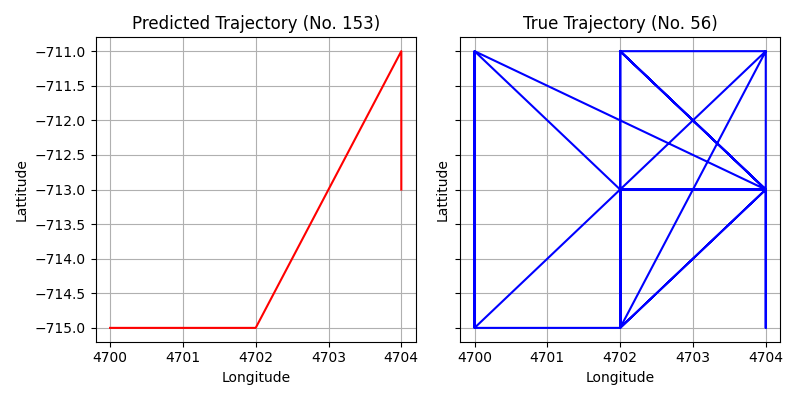 Predicted Trajectory (No. 153)
−711.0
−711.5
−712.0
−712.5
−713.0
−713.5
−714.0
−714.5
−715.0
Lattitude
4700 4701 4702 4703 4704
Longitude
True Trajectory (No. 56)
Lattitude
4700 4701 4702 4703 4704
Longitude